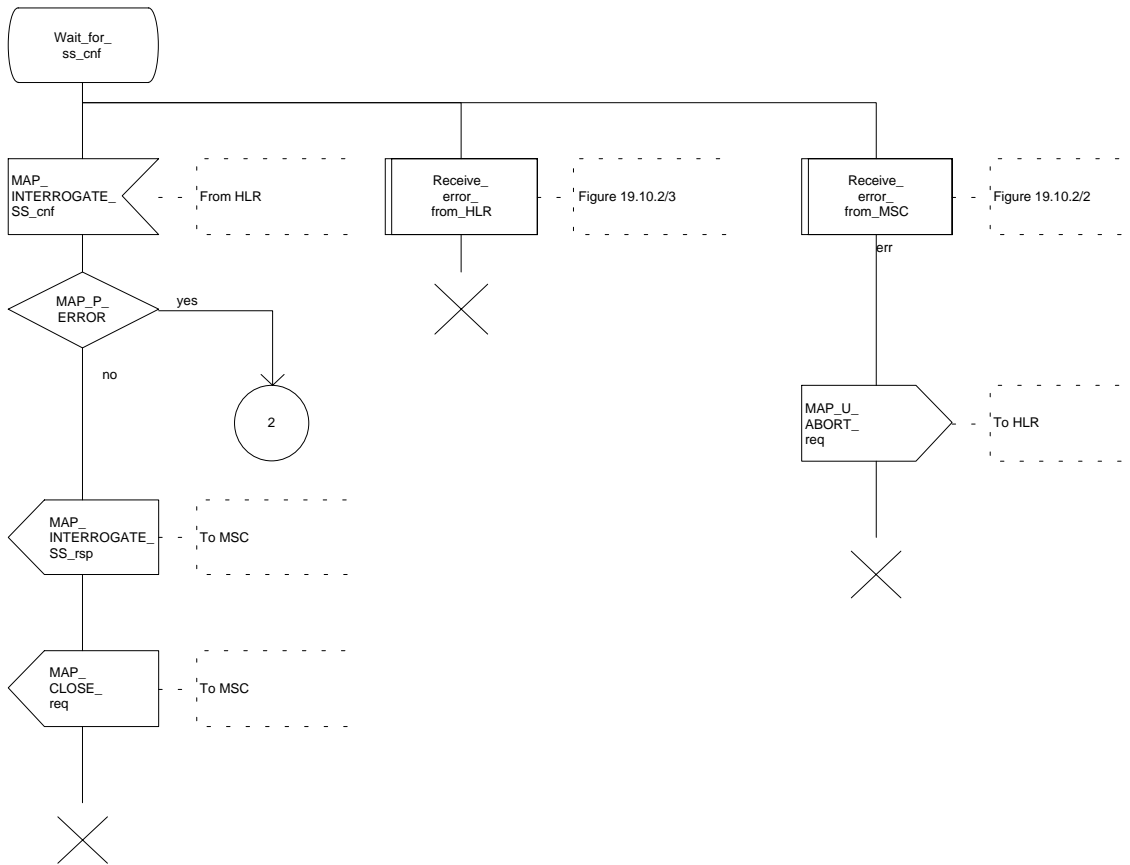 Wait_for_
ss_cnf
MAP_
INTERROGATE_
SS_cnf
From HLR
Receive_
error_
from_HLR
Figure 19.10.2/3
Receive_
error_
from_MSC
Figure 19.10.2/2
err
MAP_P_
ERROR
yes
no
2
MAP_U_
ABORT_
req
To HLR
MAP_
INTERROGATE_
SS_rsp
To MSC
MAP_
CLOSE_
req
To MSC